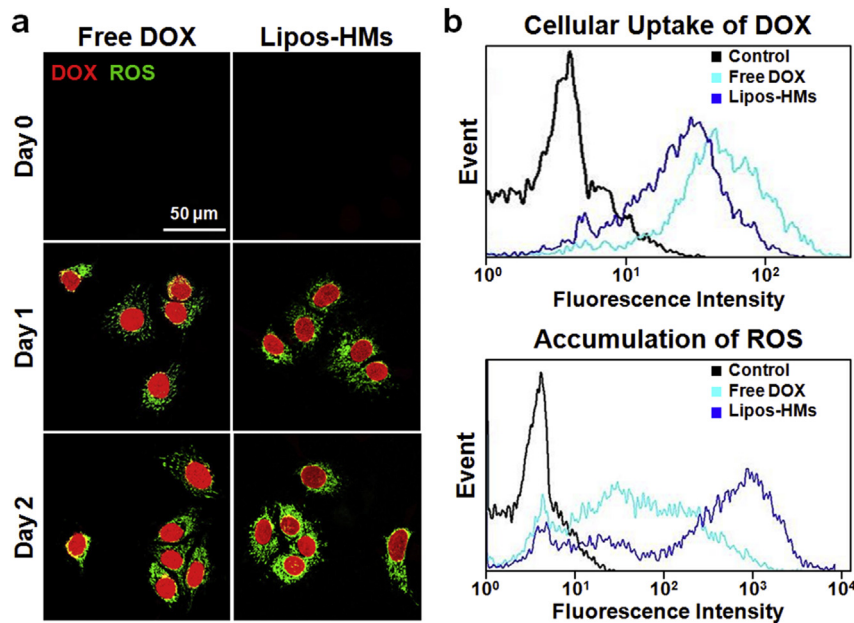 a
Free DOX
Lipos-HMs
DOX ROS
Day 0
50 µm
Day 1
Day 2
b
Cellular Uptake of DOX
Control
Free DOX
Lipos-HMs
Event
10⁰ 10¹ 10²
Fluorescence Intensity
Accumulation of ROS
Control
Free DOX
Lipos-HMs
Event
10⁰ 10¹ 10² 10³ 10⁴
Fluorescence Intensity